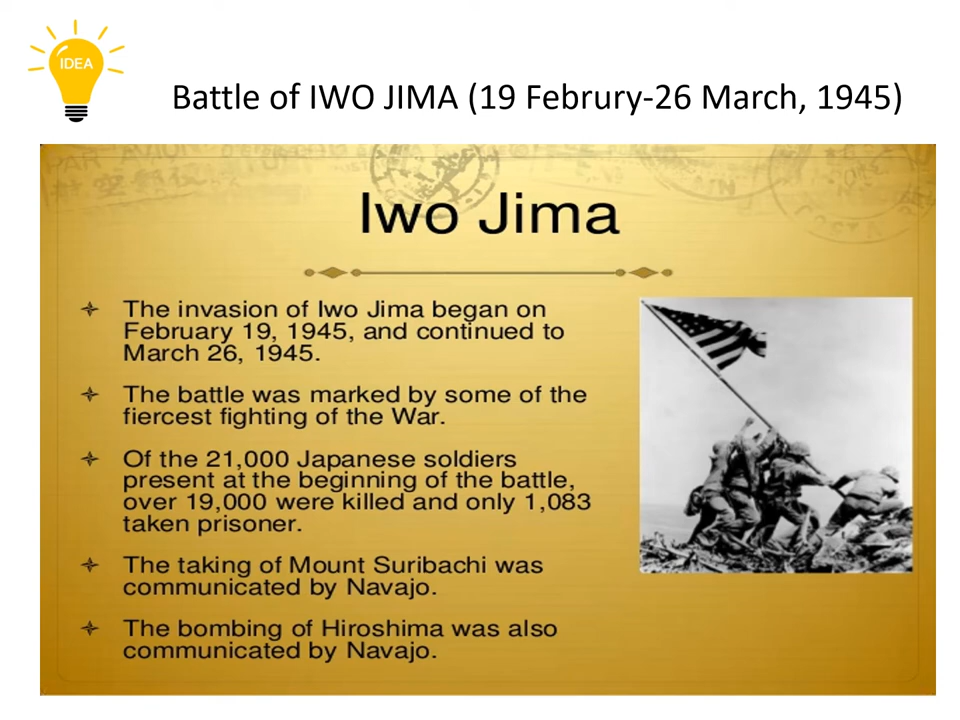 IDEA
Battle of IWO JIMA (19 Februry-26 March, 1945)
PAR AVION
Iwo Jima
The invasion of Iwo Jima began on
February 19, 1945, and continued to
March 26, 1945.
The battle was marked by some of the
fiercest fighting of the War.
Of the 21,000 Japanese soldiers
present at the beginning of the battle,
over 19,000 were killed and only 1,083
taken prisoner.
The taking of Mount Suribachi was
communicated by Navajo.
The bombing of Hiroshima was also
communicated by Navajo.